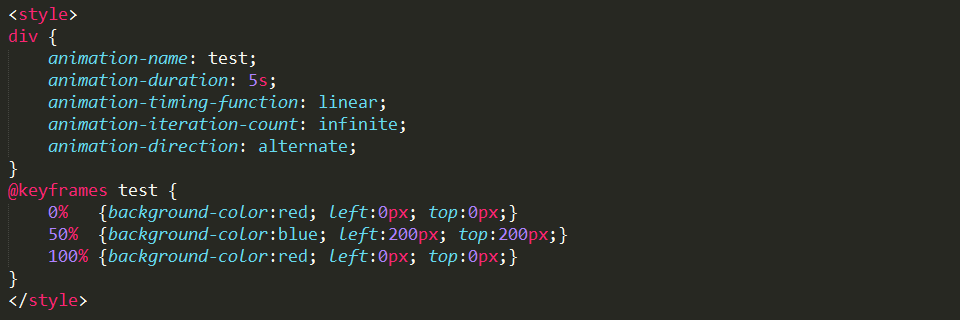 <style>
div {
    animation-name: test;
    animation-duration: 5s;
    animation-timing-function: linear;
    animation-iteration-count: infinite;
    animation-direction: alternate;
}
@keyframes test {
    0%   {background-color:red; left:0px; top:0px;}
    50%  {background-color:blue; left:200px; top:200px;}
    100% {background-color:red; left:0px; top:0px;}
}
</style>